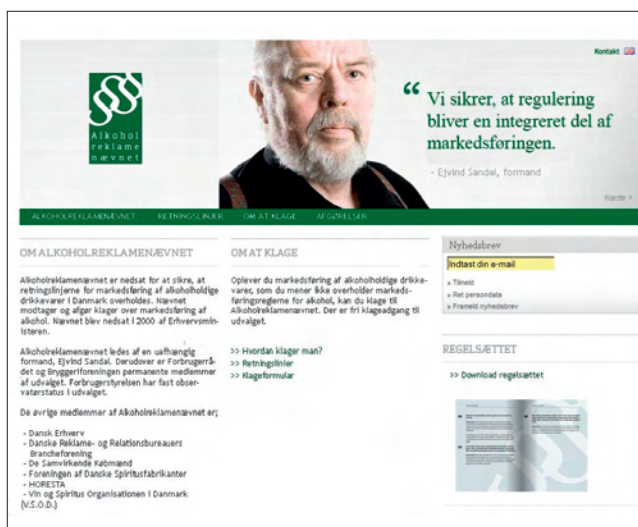 Kontakt
§§§
Alkohol
reklame
nævnet
“ Vi sikrer, at regulering
bliver en integreret del af
markedsføringen.
- Ejvind Sandal, formand
Næste >
ALKOHOLREKLAMENÆVNET RETNINGSLINJER OM AT KLAGE AFGØRELSER
OM ALKOHOLREKLAMENÆVNET
Alkoholreklamenævnet er nedsat for at sikre, at
retningslinjerne for markedsføring af alkoholholdige
drikkevarer i Danmark overholdes. Nævnet
modtager og afgør klager over markedsføring af
alkohol. Nævnet blev nedsat i 2000 af Erhvervsmin-
isteren.
Alkoholreklamenævnet ledes af en uafhængig
formand, Ejvind Sandal. Derudover er Forbrugerrå-
det og Bryggeriforeningen permanente medlemmer
af udvalget. Forbrugerstyrelsen har fast obser-
vatørstatus i udvalget.
De øvrige medlemmer af Alkoholreklamenævnet er;
- Dansk Erhverv
- Danske Reklame- og Relationsbureauers
Brancheforening
- De Samvirkende Købmænd
- Foreningen af Danske Spiritusfabrikanter
- HORESTA
- Vin og Spiritus Organisationen i Danmark
(V.S.O.D.)
OM AT KLAGE
Oplever du markedsføring af alkoholholdige drikke-
varer, som du mener ikke overholder markeds-
føringsreglerne for alkohol, kan du klage til
Alkoholreklamenævnet. Der er fri klageadgang til
udvalget.
>> Hvordan klager man?
>> Retningslinier
>> Klageformular
Nyhedsbrev
Indtast din e-mail
» Tilmeld
» Ret persondata
» Frameld nyhedsbrev
REGELSÆTTET
>> Download regelsættet